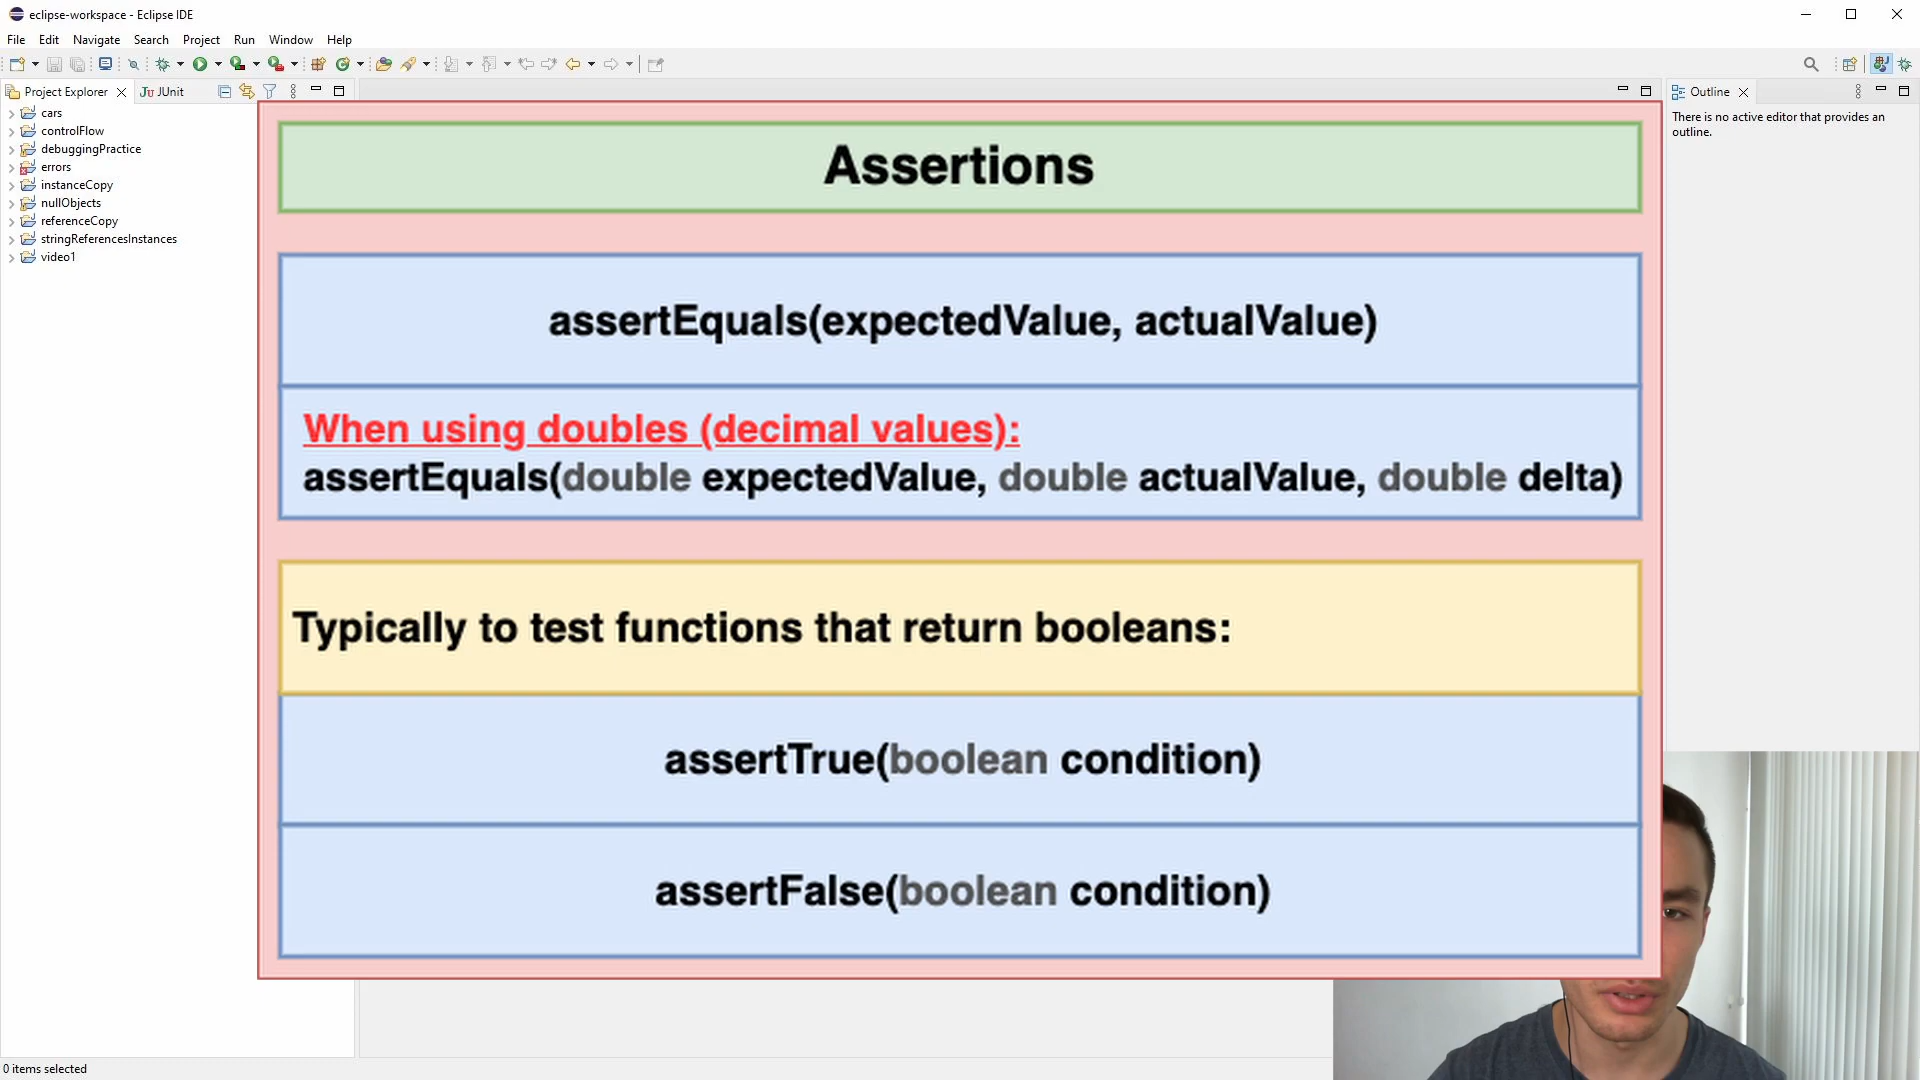 eclipse-workspace - Eclipse IDE
File Edit Navigate Search Project Run Window Help
Project Explorer JUnit
cars
controlFlow
debuggingPractice
errors
instanceCopy
nullObjects
referenceCopy
stringReferencesInstances
video1
Assertions
assertEquals(expectedValue, actualValue)
When using doubles (decimal values):
assertEquals(double expectedValue, double actualValue, double delta)
Typically to test functions that return booleans:
assertTrue(boolean condition)
assertFalse(boolean condition)
Outline
There is no active editor that provides an
outline.
0 items selected